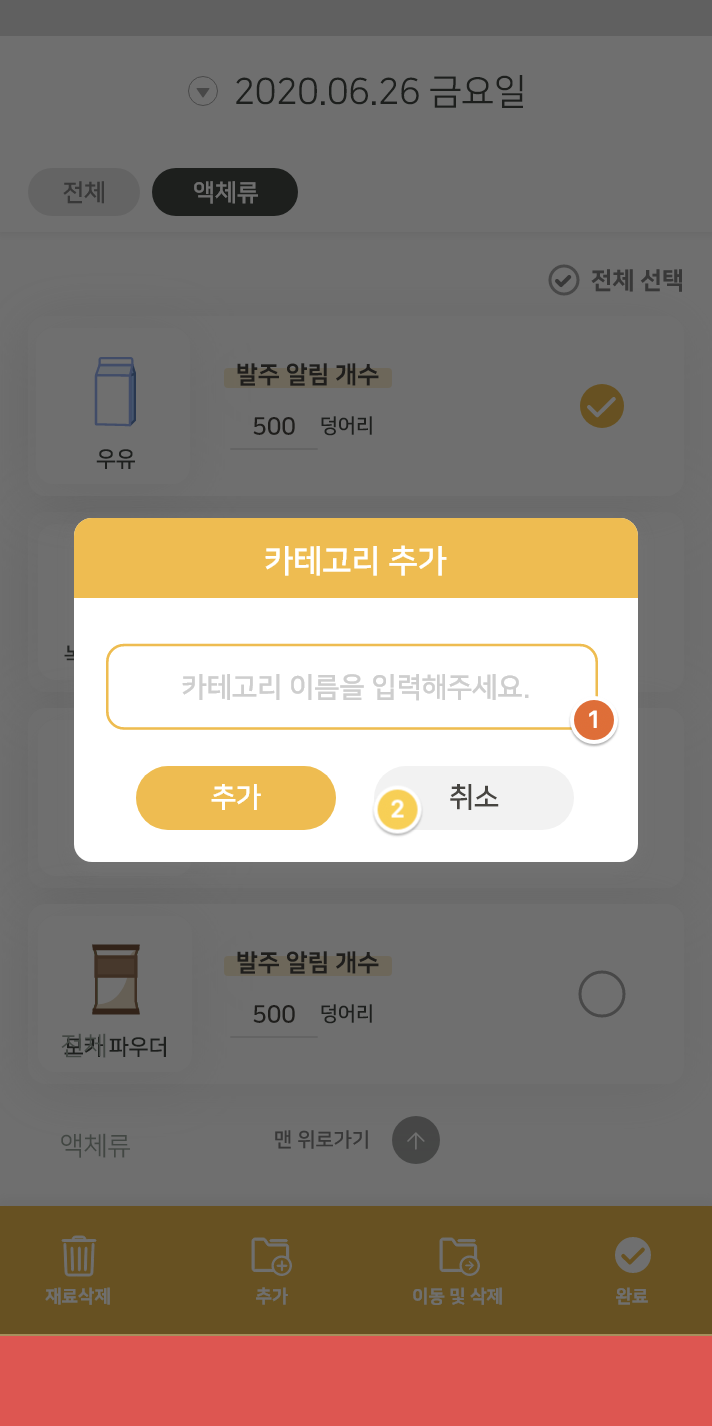 2020.06.26 금요일
전체
액체류
전체 선택
발주 알림 개수
500 덩어리
우유
카테고리 추가
카테고리 이름을 입력해주세요.
1
추가
2
취소
발주 알림 개수
500 덩어리
전체
파우더
액체류
맨 위로가기
재료삭제
추가
이동 및 삭제
완료